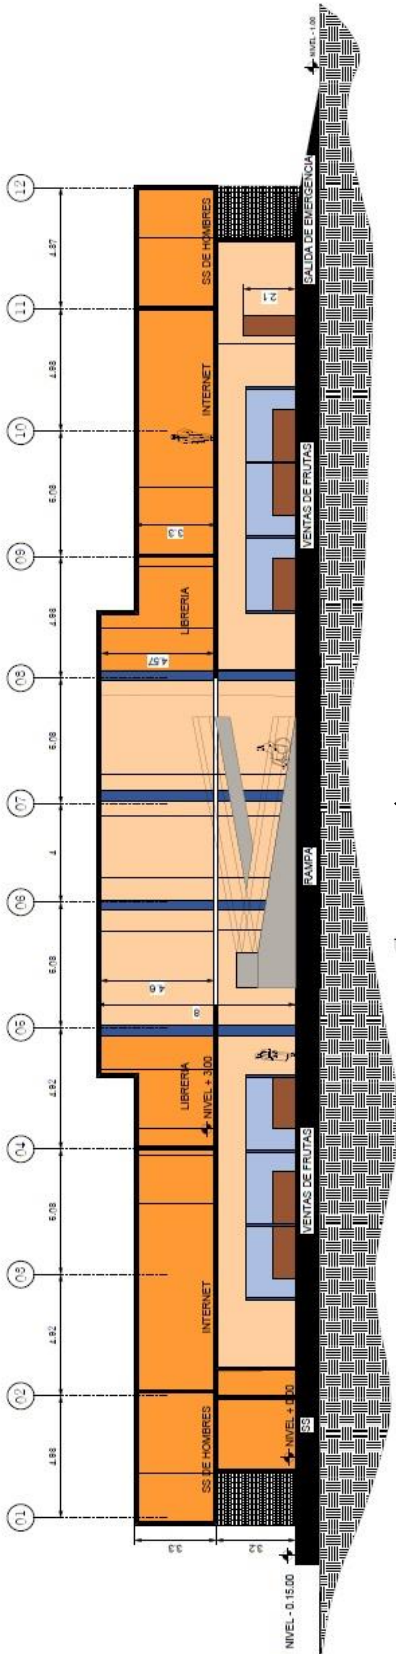 01 02 03 04 05 06 07 08 09 10 11 12
4.98 4.92 5.08 4.92 5.08 4 5.08 4.98 5.08 4.98 4.87
3.3
4.6
4.57
3.3
SS DE HOMBRES
INTERNET
LIBRERIA
LIBRERIA
INTERNET
SS DE HOMBRES
NIVEL + 3.00
8
3.2
2.1
NIVEL + 0.00
NIVEL - 0.15.00
NIVEL - 1.00
SS
VENTAS DE FRUTAS
RAMPA
VENTAS DE FRUTAS
SALIDA DE EMERGENCIA